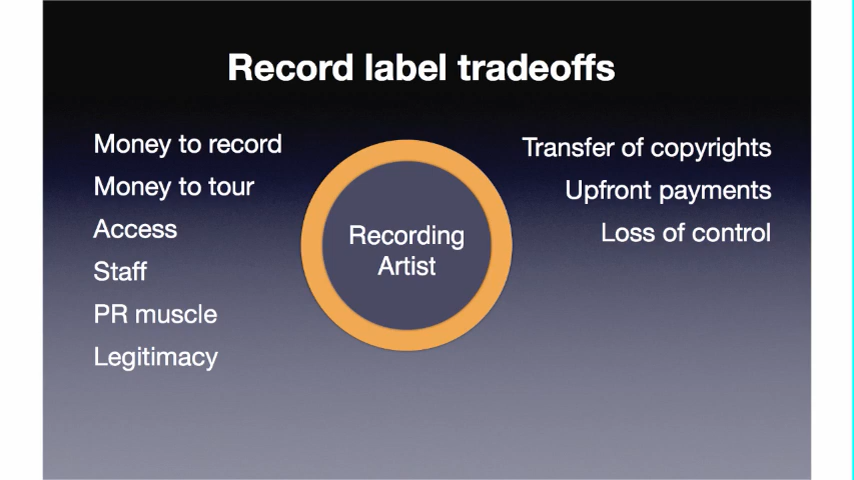 Record label tradeoffs
Money to record
Money to tour
Access
Staff
PR muscle
Legitimacy
Recording
Artist
Transfer of copyrights
Upfront payments
Loss of control